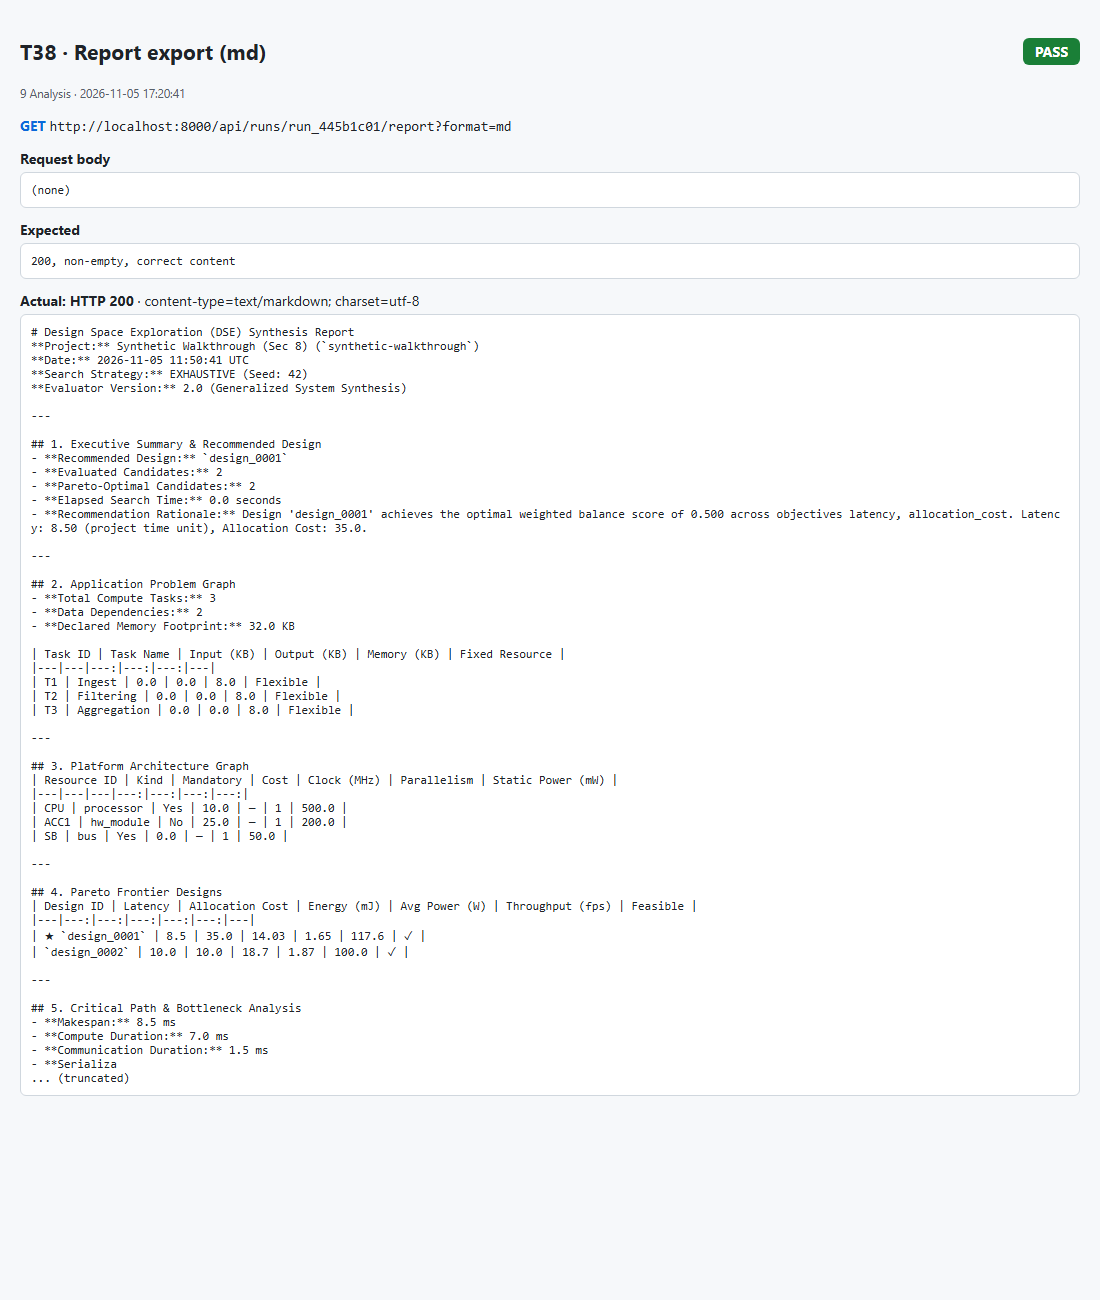 T38 · Report export (md)
PASS
9 Analysis · 2026-11-05 17:20:41
GET http://localhost:8000/api/runs/run_445b1c01/report?format=md
Request body
(none)
Expected
200, non-empty, correct content
Actual: HTTP 200 · content-type=text/markdown; charset=utf-8
# Design Space Exploration (DSE) Synthesis Report
**Project:** Synthetic Walkthrough (Sec 8) (`synthetic-walkthrough`)
**Date:** 2026-11-05 11:50:41 UTC
**Search Strategy:** EXHAUSTIVE (Seed: 42)
**Evaluator Version:** 2.0 (Generalized System Synthesis)
---
## 1. Executive Summary & Recommended Design
- **Recommended Design:** `design_0001`
- **Evaluated Candidates:** 2
- **Pareto-Optimal Candidates:** 2
- **Elapsed Search Time:** 0.0 seconds
- **Recommendation Rationale:** Design 'design_0001' achieves the optimal weighted balance score of 0.500 across objectives latency, allocation_cost. Latenc
y: 8.50 (project time unit), Allocation Cost: 35.0.
---
## 2. Application Problem Graph
- **Total Compute Tasks:** 3
- **Data Dependencies:** 2
- **Declared Memory Footprint:** 32.0 KB
| Task ID | Task Name | Input (KB) | Output (KB) | Memory (KB) | Fixed Resource |
|---|---|---:|---:|---:|---|
| T1 | Ingest | 0.0 | 0.0 | 8.0 | Flexible |
| T2 | Filtering | 0.0 | 0.0 | 8.0 | Flexible |
| T3 | Aggregation | 0.0 | 0.0 | 8.0 | Flexible |
---
## 3. Platform Architecture Graph
| Resource ID | Kind | Mandatory | Cost | Clock (MHz) | Parallelism | Static Power (mW) |
|---|---|---|---:|---:|---:|---:|
| CPU | processor | Yes | 10.0 | — | 1 | 500.0 |
| ACC1 | hw_module | No | 25.0 | — | 1 | 200.0 |
| SB | bus | Yes | 0.0 | — | 1 | 50.0 |
---
## 4. Pareto Frontier Designs
| Design ID | Latency | Allocation Cost | Energy (mJ) | Avg Power (W) | Throughput (fps) | Feasible |
|---|---:|---:|---:|---:|---:|---|
| ★ `design_0001` | 8.5 | 35.0 | 14.03 | 1.65 | 117.6 | ✓ |
| `design_0002` | 10.0 | 10.0 | 18.7 | 1.87 | 100.0 | ✓ |
---
## 5. Critical Path & Bottleneck Analysis
- **Makespan:** 8.5 ms
- **Compute Duration:** 7.0 ms
- **Communication Duration:** 1.5 ms
- **Serializa
... (truncated)